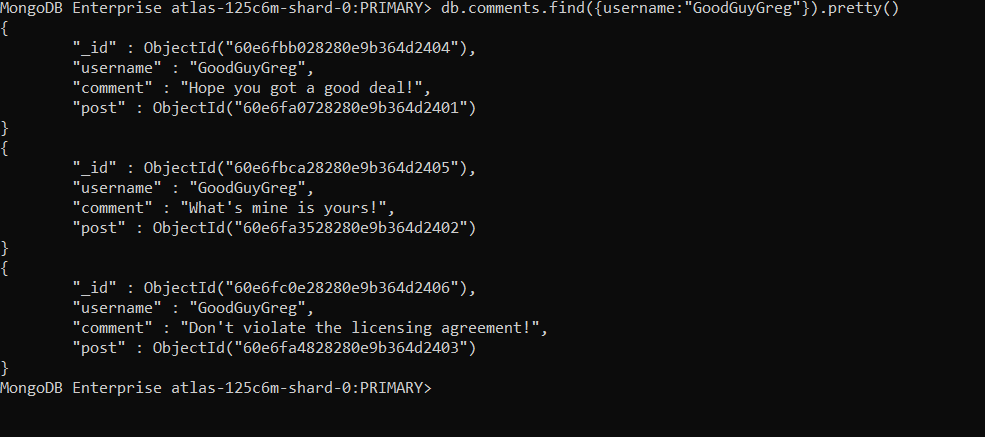 MongoDB Enterprise atlas-125c6m-shard-0:PRIMARY> db.comments.find({username:"GoodGuyGreg"}).pretty()
{
        "_id" : ObjectId("60e6fbb028280e9b364d2404"),
        "username" : "GoodGuyGreg",
        "comment" : "Hope you got a good deal!",
        "post" : ObjectId("60e6fa0728280e9b364d2401")
}
{
        "_id" : ObjectId("60e6fbca28280e9b364d2405"),
        "username" : "GoodGuyGreg",
        "comment" : "What's mine is yours!",
        "post" : ObjectId("60e6fa3528280e9b364d2402")
}
{
        "_id" : ObjectId("60e6fc0e28280e9b364d2406"),
        "username" : "GoodGuyGreg",
        "comment" : "Don't violate the licensing agreement!",
        "post" : ObjectId("60e6fa4828280e9b364d2403")
}
MongoDB Enterprise atlas-125c6m-shard-0:PRIMARY>